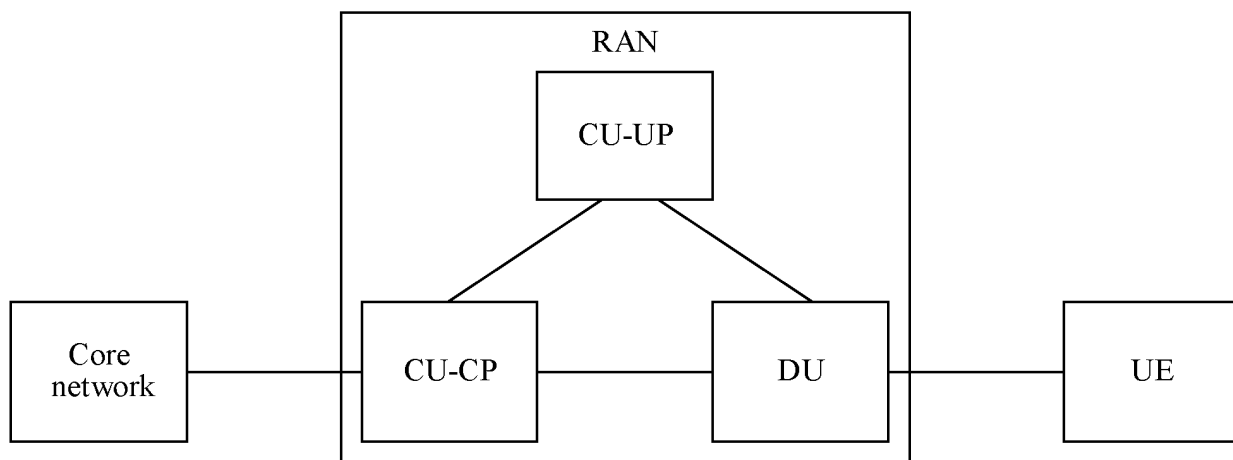 RAN
CU-UP
Core
network
CU-CP
DU
UE